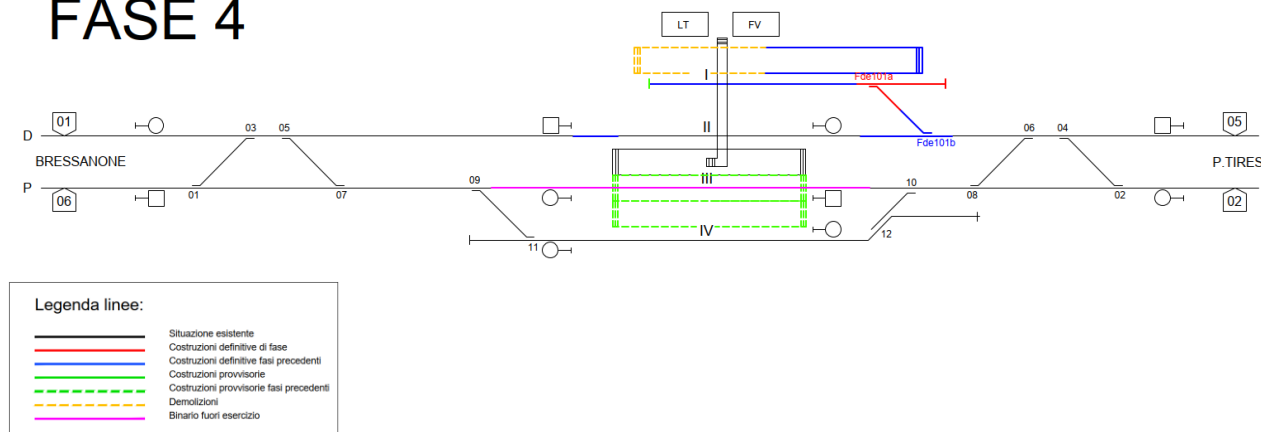 FASE 4
LT FV
I
Fde101a
01 03 05 II 06 04 05
D
Fde101b
BRESSANONE P.TIRES
III
P
06 01 07 09 10 08 02 02
IV
11 12
Legenda linee:
Situazione esistente
Costruzioni definitive di fase
Costruzioni definitive fasi precedenti
Costruzioni provvisorie
Costruzioni provvisorie fasi precedenti
Demolizioni
Binario fuori esercizio